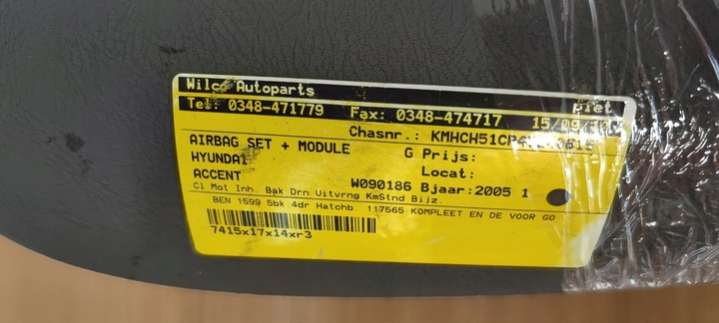 Wilco Autoparts Piet
Tel: 0348-471779 Fax: 0348-474717
Chasnr.:
AIRBAG SET + MODULE G Prijs:
HYUNDAI Locat:
ACCENT W090186 Bjaar:2005 1
Cl Mot Inh. Bak Drn Uitvrng KmStnd Bijz.
BEN 1599 5bk 4dr Hatchb 117565 KOMPLEET EN DE VOOR GO
7415x17x14xr3